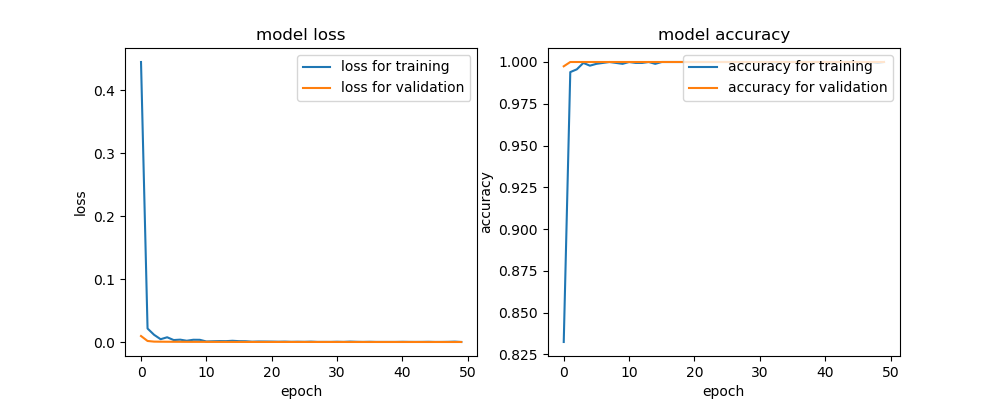 model loss
loss for training
loss for validation
0.4
0.3
0.2
0.1
0.0
loss
0
10
20
30
40
50
epoch
model accuracy
accuracy for training
accuracy for validation
1.000
0.975
0.950
0.925
0.900
0.875
0.850
0.825
accuracy
0
10
20
30
40
50
epoch